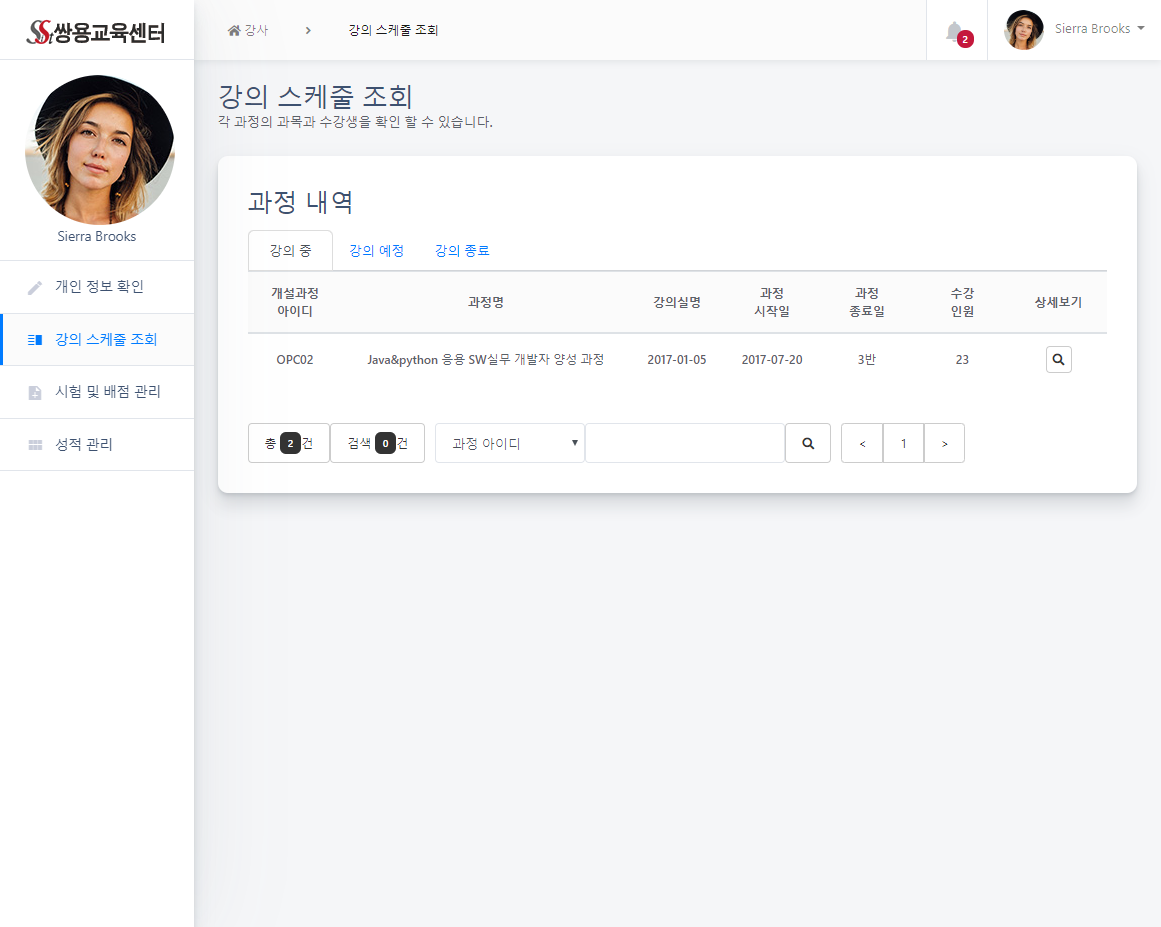 쌍용교육센터
강사
강의 스케줄 조회
2
Sierra Brooks
Sierra Brooks
개인 정보 확인
강의 스케줄 조회
시험 및 배점 관리
성적 관리
강의 스케줄 조회
각 과정의 과목과 수강생을 확인 할 수 있습니다.
과정 내역
강의 중 강의 예정 강의 종료
개설과정 아이디 과정명 강의실명 과정 시작일 과정 종료일 수강 인원 상세보기
OPC02 Java&python 응용 SW실무 개발자 양성 과정 2017-01-05 2017-07-20 3반 23
총 2 건 검색 0 건 과정 아이디 < 1 >